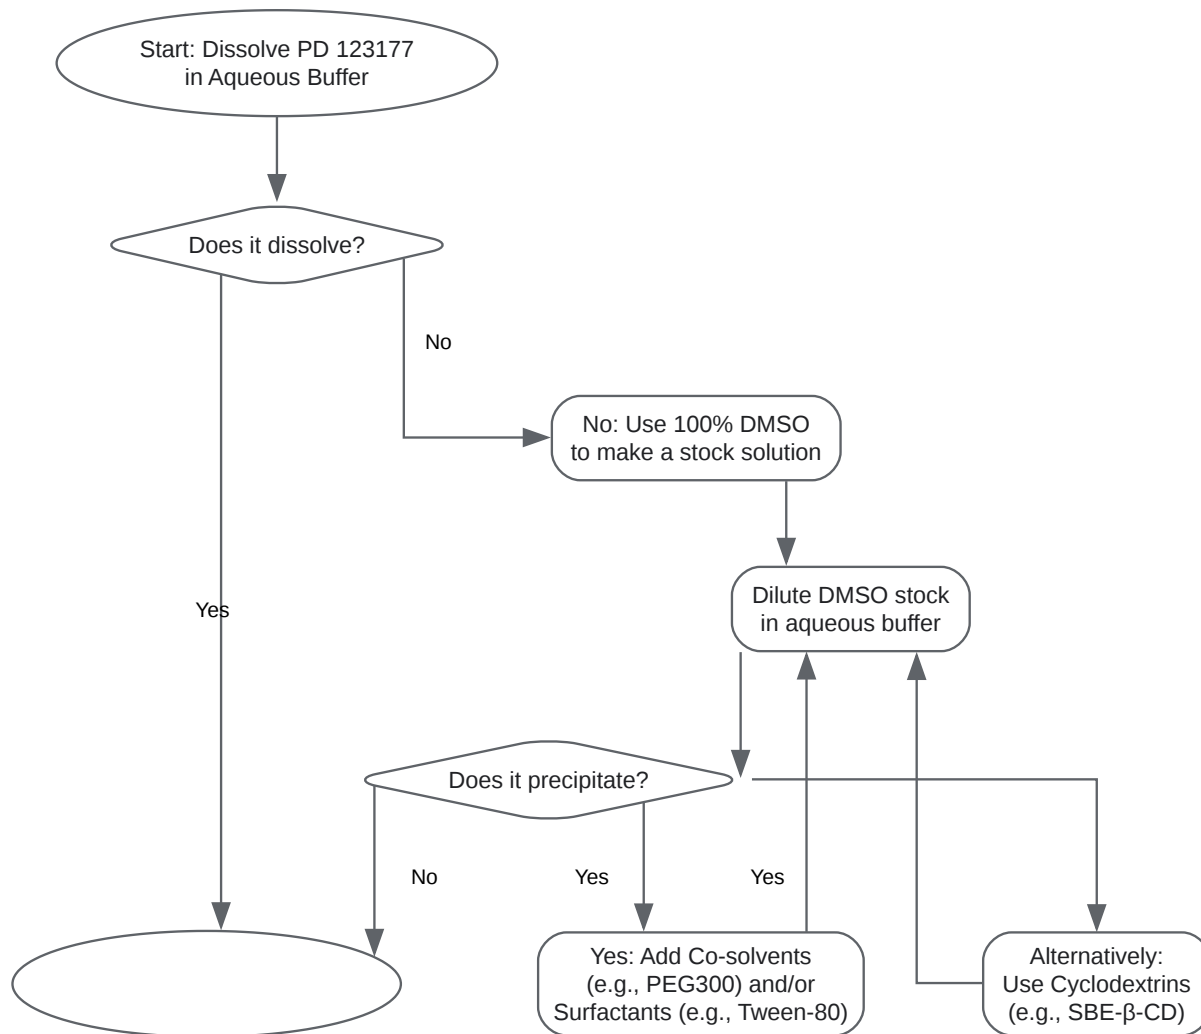 Start: Dissolve PD 123177
in Aqueous Buffer
Does it dissolve?
No
No: Use 100% DMSO
to make a stock solution
Dilute DMSO stock
in aqueous buffer
Yes
Does it precipitate?
No
Yes
Yes
Yes: Add Co-solvents
(e.g., PEG300) and/or
Surfactants (e.g., Tween-80)
Alternatively:
Use Cyclodextrins
(e.g., SBE-β-CD)